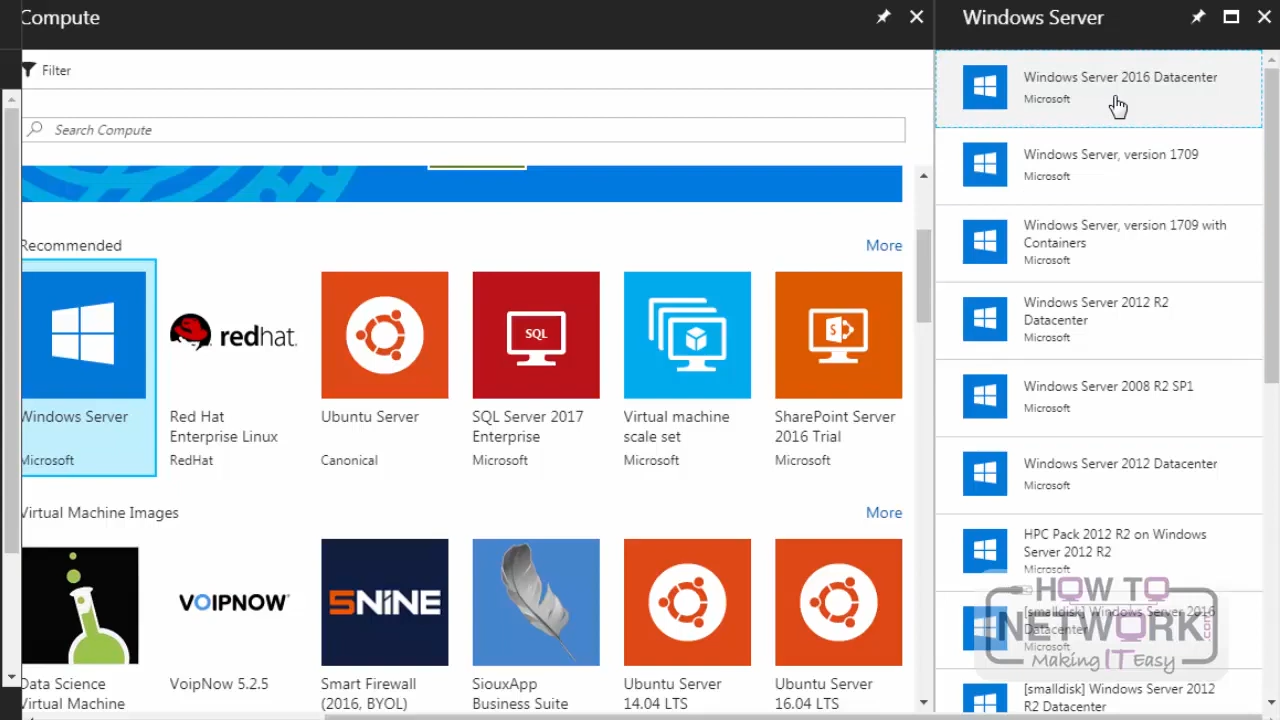 Compute
Filter
Search Compute
Recommended
More
redhat.
SQL
S
Windows Server
Microsoft
Red Hat
Enterprise Linux
RedHat
Ubuntu Server
Canonical
SQL Server 2017
Enterprise
Microsoft
Virtual machine
scale set
Microsoft
SharePoint Server
2016 Trial
Microsoft
Virtual Machine Images
More
VOIPNOW
5NINE
Data Science
Virtual Machine
VoipNow 5.2.5
Smart Firewall
(2016, BYOL)
SiouxApp
Business Suite
Ubuntu Server
14.04 LTS
Ubuntu Server
16.04 LTS
Windows Server
Windows Server 2016 Datacenter
Microsoft
Windows Server, version 1709
Microsoft
Windows Server, version 1709 with
Containers
Microsoft
Windows Server 2012 R2
Datacenter
Microsoft
Windows Server 2008 R2 SP1
Microsoft
Windows Server 2012 Datacenter
Microsoft
HPC Pack 2012 R2 on Windows
Server 2012 R2
Microsoft
[smalldisk] Windows Server 2016
Datacenter
Microsoft
[smalldisk] Windows Server 2012
R2 Datacenter
HOW TO
NETWORK.com
Making IT Easy